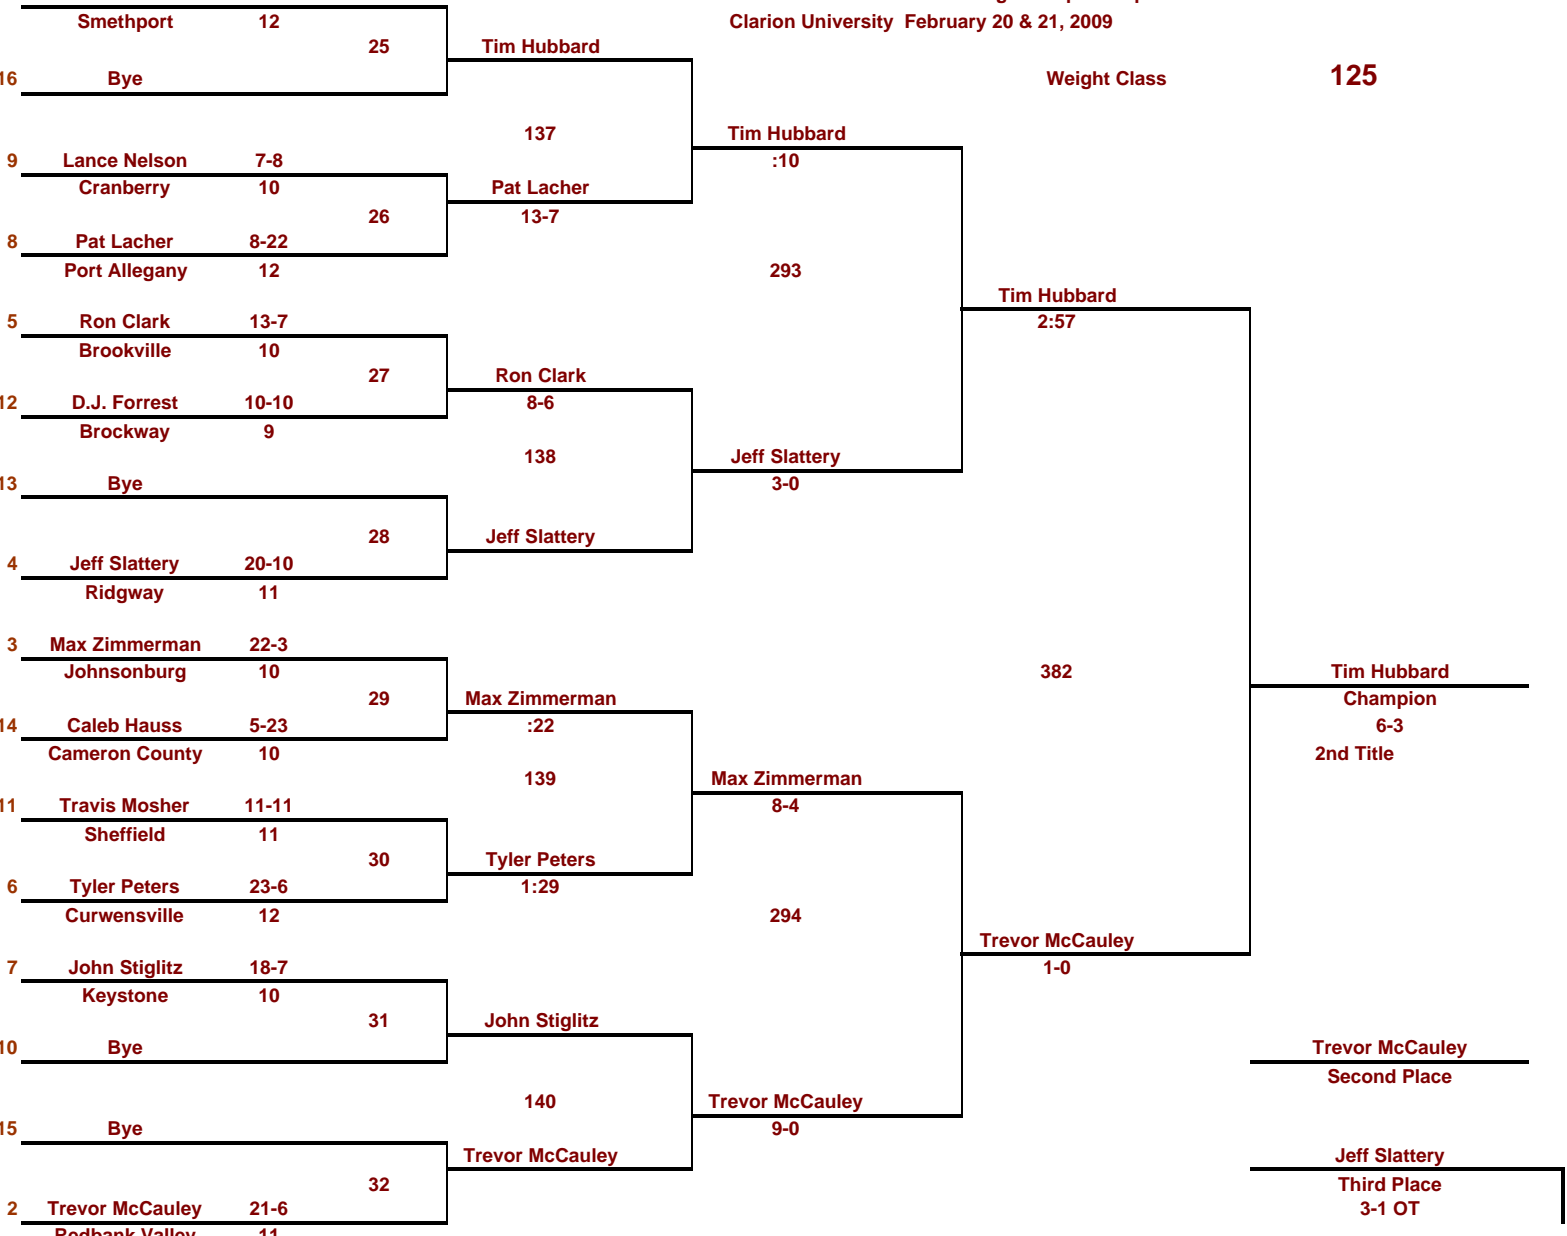 Smethport 12
Clarion University February 20 & 21, 2009
25 Tim Hubbard
16 Bye
Weight Class 125
137 Tim Hubbard
9 Lance Nelson 7-8 :10
Cranberry 10 Pat Lacher
26 13-7
8 Pat Lacher 8-22
Port Allegany 12 293
Tim Hubbard
5 Ron Clark 13-7 2:57
Brookville 10
27 Ron Clark
12 D.J. Forrest 10-10 8-6
Brockway 9
138 Jeff Slattery
13 Bye 3-0
28 Jeff Slattery
4 Jeff Slattery 20-10
Ridgway 11
3 Max Zimmerman 22-3
Johnsonburg 10 382 Tim Hubbard
29 Max Zimmerman Champion
14 Caleb Hauss 5-23 :22 6-3
Cameron County 10 2nd Title
139 Max Zimmerman
11 Travis Mosher 11-11 8-4
Sheffield 11
30 Tyler Peters
6 Tyler Peters 23-6 1:29
Curwensville 12 294
Trevor McCauley
7 John Stiglitz 18-7 1-0
Keystone 10
31 John Stiglitz
10 Bye Trevor McCauley
Second Place
140 Trevor McCauley
15 Bye 9-0
Trevor McCauley Jeff Slattery
32 Third Place
2 Trevor McCauley 21-6 3-1 OT
Redbank Valley 11